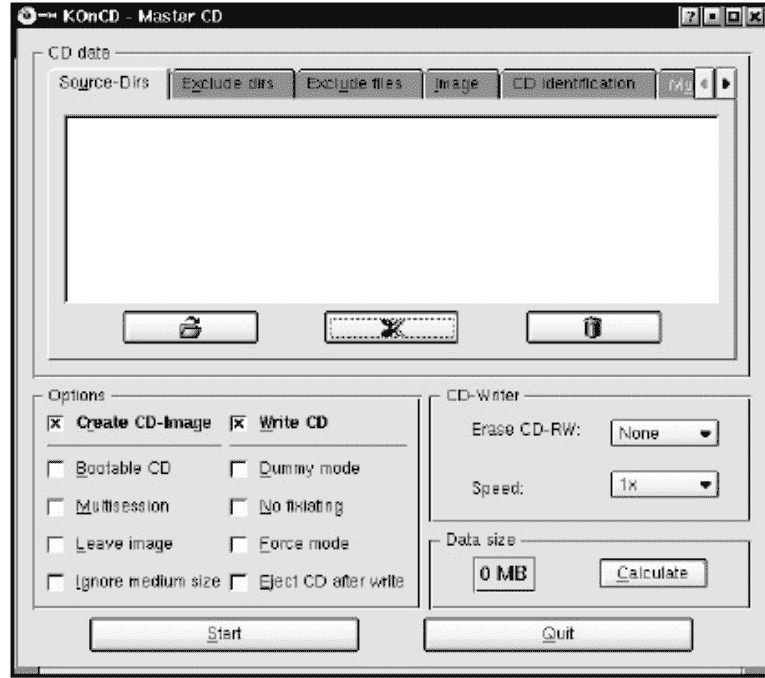 KOnCD - Master CD
CD data
Source-Dirs Exclude dirs Exclude files Image CD identification Mu
Options
Create CD-Image Write CD
Bootable CD Dummy mode
Multisession No fixiating
Leave image Force mode
Ignore medium size Eject CD after write
CD-Writer
Erase CD-RW: None
Speed: 1x
Data size
0 MB Calculate
Start Quit